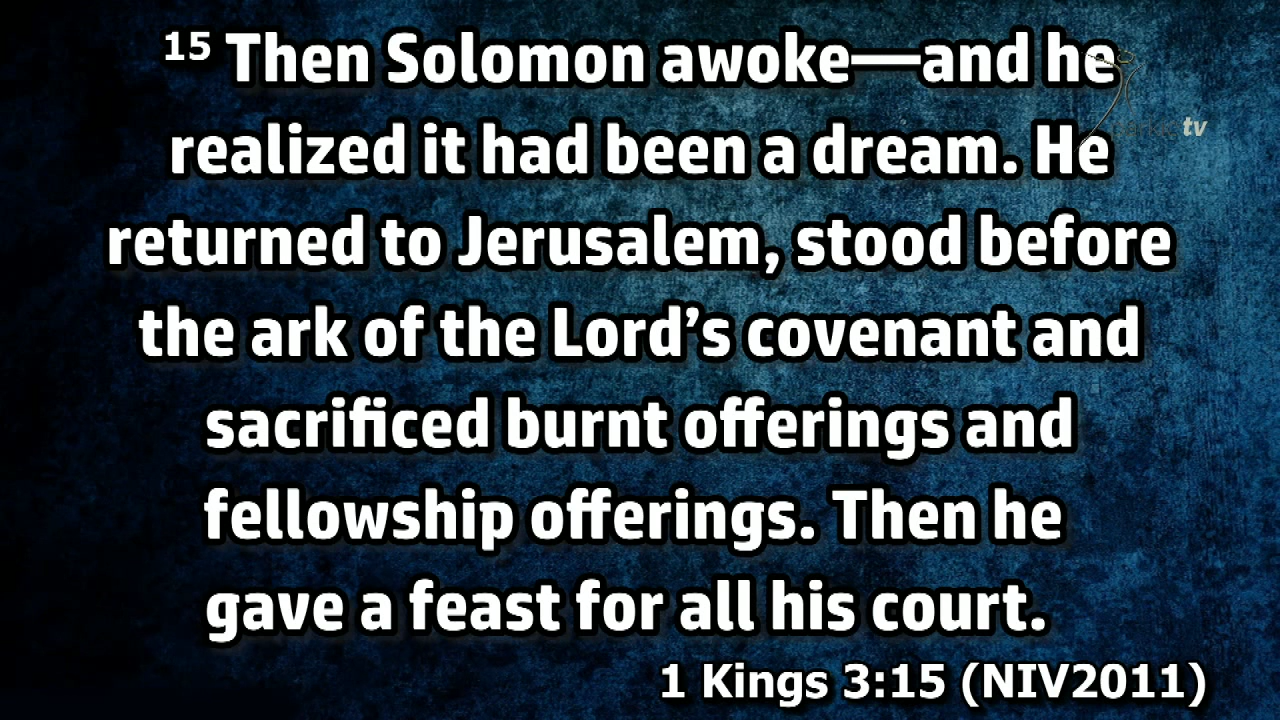 15 Then Solomon awoke—and he
realized it had been a dream. He
returned to Jerusalem, stood before
the ark of the Lord’s covenant and
sacrificed burnt offerings and
fellowship offerings. Then he
gave a feast for all his court.
1 Kings 3:15 (NIV2011)
tv